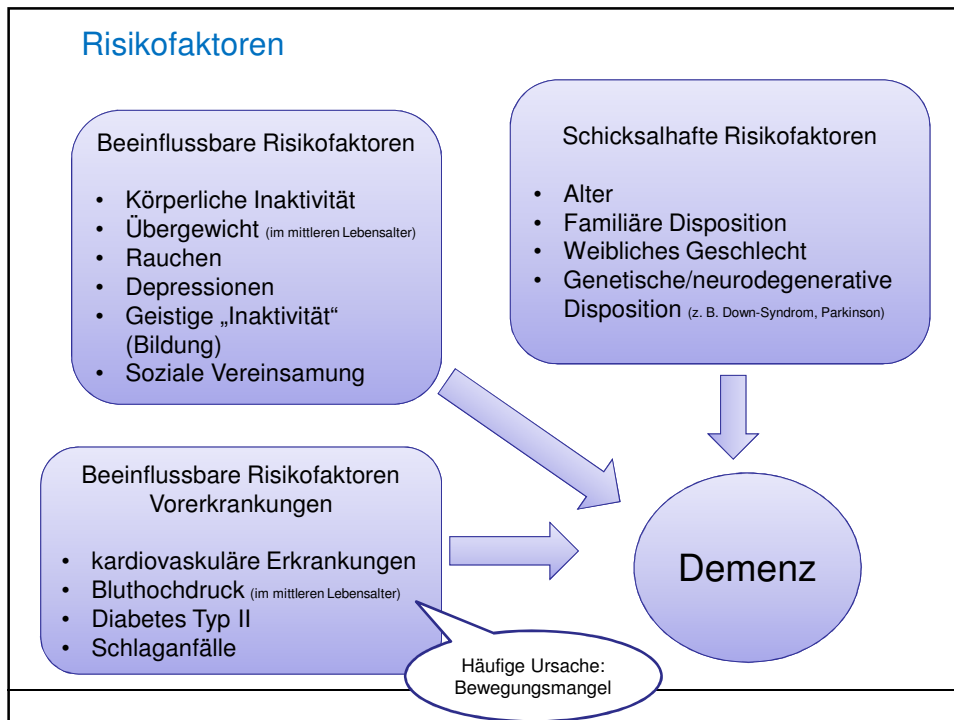 Risikofaktoren
Beeinflussbare Risikofaktoren
• Körperliche Inaktivität
• Übergewicht (im mittleren Lebensalter)
• Rauchen
• Depressionen
• Geistige „Inaktivität“
(Bildung)
• Soziale Vereinsamung
Schicksalhafte Risikofaktoren
• Alter
• Familiäre Disposition
• Weibliches Geschlecht
• Genetische/neurodegenerative
Disposition (z. B. Down-Syndrom, Parkinson)
Beeinflussbare Risikofaktoren
Vorerkrankungen
• kardiovaskuläre Erkrankungen
• Bluthochdruck (im mittleren Lebensalter)
• Diabetes Typ II
• Schlaganfälle
Häufige Ursache:
Bewegungsmangel
Demenz